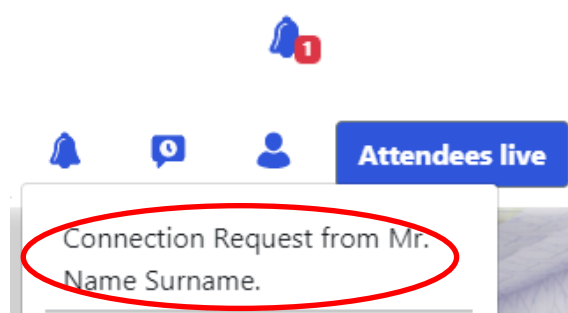 1
Attendees live
Connection Request from Mr.
Name Surname.